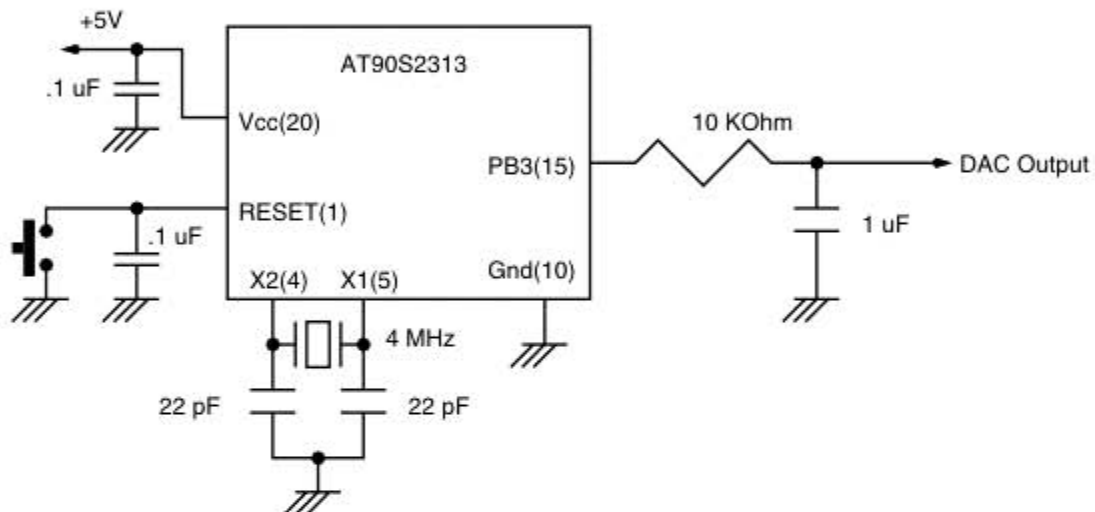 +5V
AT90S2313
.1 uF
Vcc(20)
10 KOhm
PB3(15)
DAC Output
RESET(1)
.1 uF
1 uF
X2(4)
X1(5)
Gnd(10)
4 MHz
22 pF
22 pF